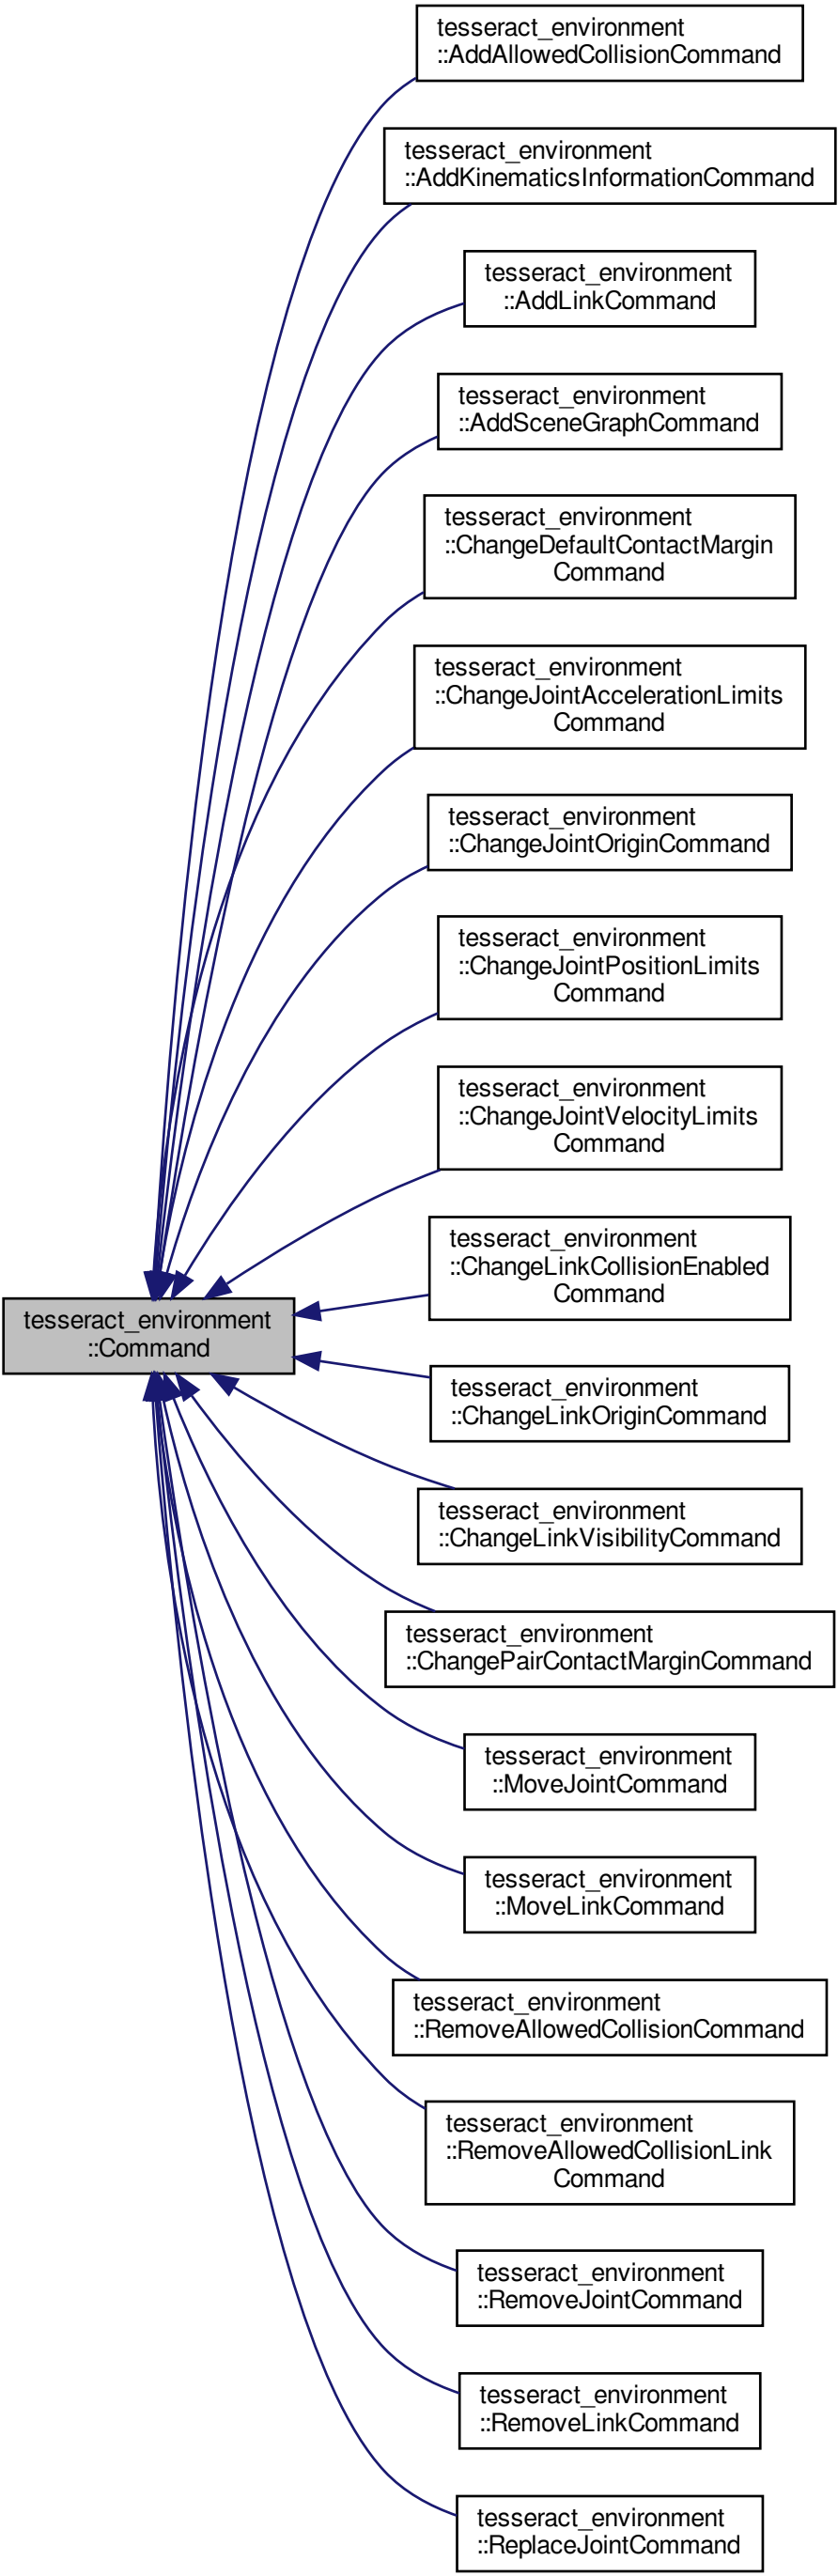 tesseract_environment
::AddAllowedCollisionCommand
tesseract_environment
::AddKinematicsInformationCommand
tesseract_environment
::AddLinkCommand
tesseract_environment
::AddSceneGraphCommand
tesseract_environment
::ChangeDefaultContactMargin
Command
tesseract_environment
::ChangeJointAccelerationLimits
Command
tesseract_environment
::ChangeJointOriginCommand
tesseract_environment
::ChangeJointPositionLimits
Command
tesseract_environment
::ChangeJointVelocityLimits
Command
tesseract_environment
::ChangeLinkCollisionEnabled
Command
tesseract_environment
::Command
tesseract_environment
::ChangeLinkOriginCommand
tesseract_environment
::ChangeLinkVisibilityCommand
tesseract_environment
::ChangePairContactMarginCommand
tesseract_environment
::MoveJointCommand
tesseract_environment
::MoveLinkCommand
tesseract_environment
::RemoveAllowedCollisionCommand
tesseract_environment
::RemoveAllowedCollisionLink
Command
tesseract_environment
::RemoveJointCommand
tesseract_environment
::RemoveLinkCommand
tesseract_environment
::ReplaceJointCommand